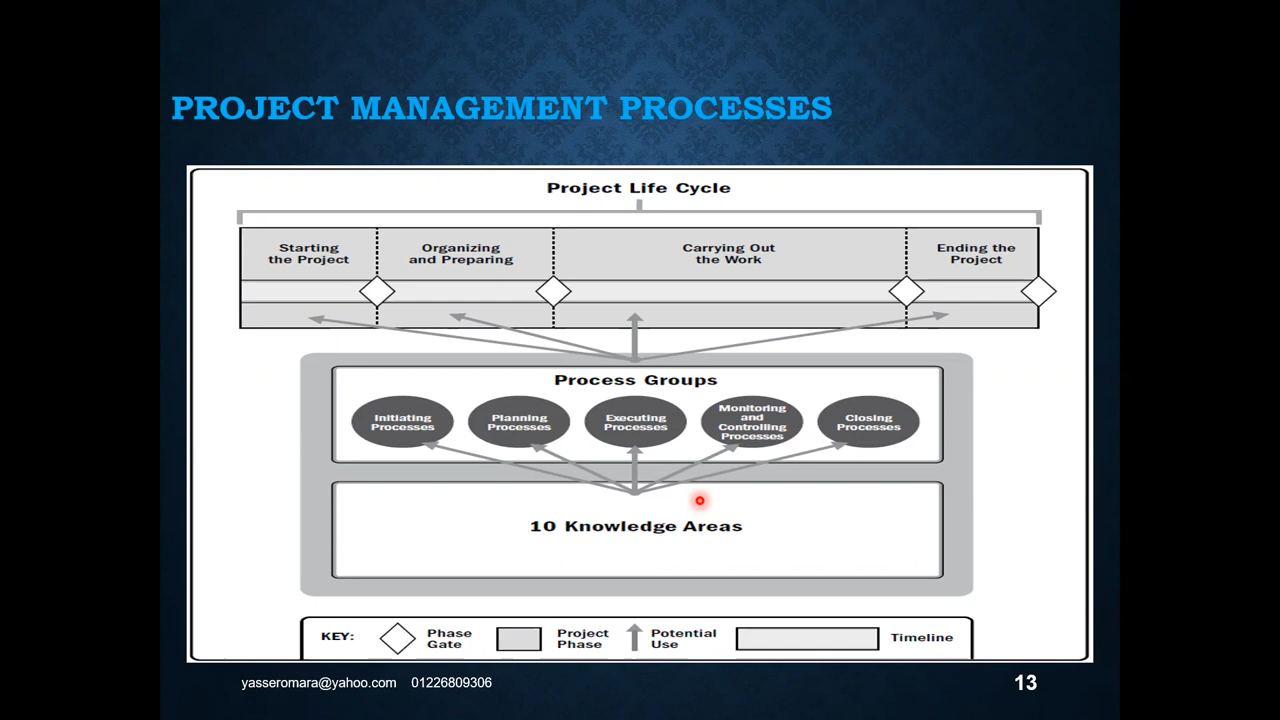 PROJECT MANAGEMENT PROCESSES
Project Life Cycle
Starting
the Project
Organizing
and Preparing
Carrying Out
the Work
Ending the
Project
Process Groups
Initiating
Processes
Planning
Processes
Executing
Processes
Monitoring
and
Controlling
Processes
Closing
Processes
10 Knowledge Areas
KEY:
Phase
Gate
Project
Phase
Potential
Use
Timeline
yasseromara@yahoo.com 01226809306
13